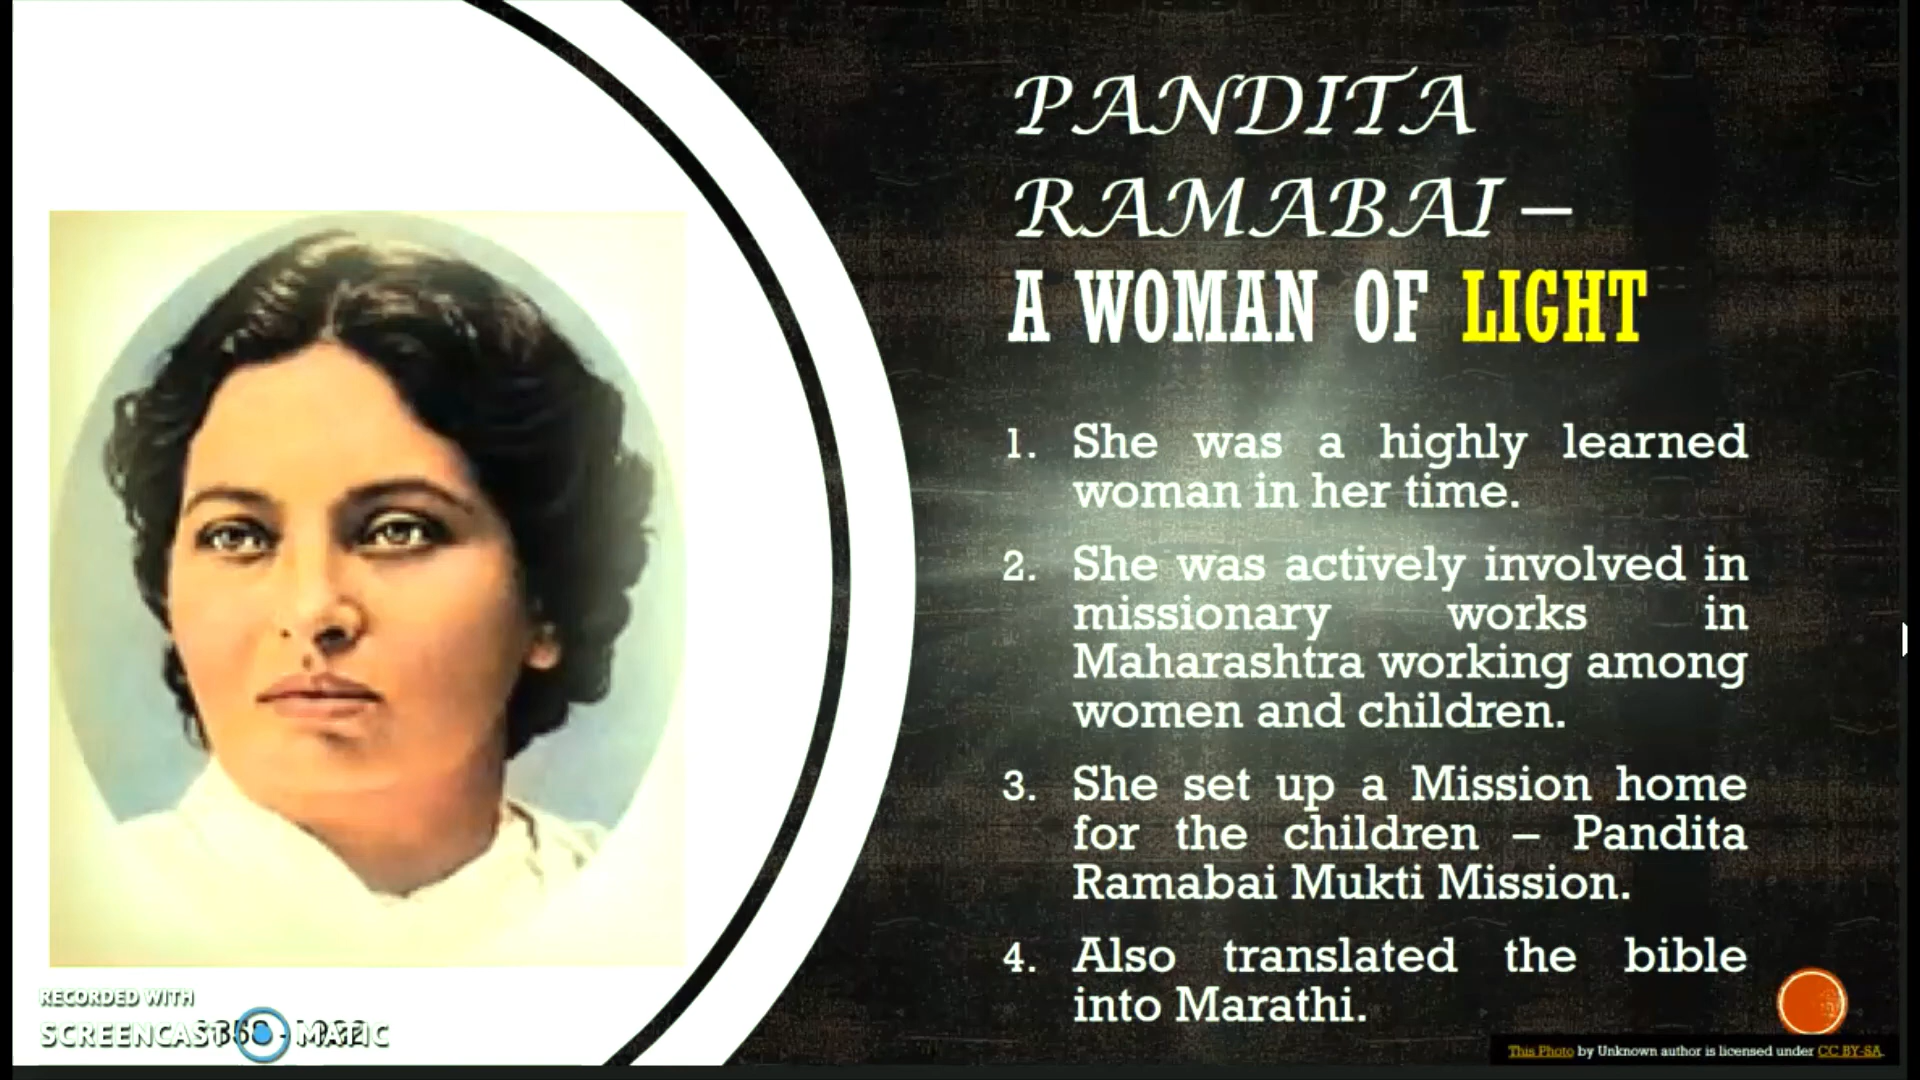 PANDITA
RAMABAI –
A WOMAN OF LIGHT
1. She was a highly learned
woman in her time.
2. She was actively involved in
missionary works in
Maharashtra working among
women and children.
3. She set up a Mission home
for the children – Pandita
Ramabai Mukti Mission.
4. Also translated the bible
into Marathi.
RECORDED WITH
SCREENCAST MATIC
This Photo by Unknown author is licensed under CC BY-SA.